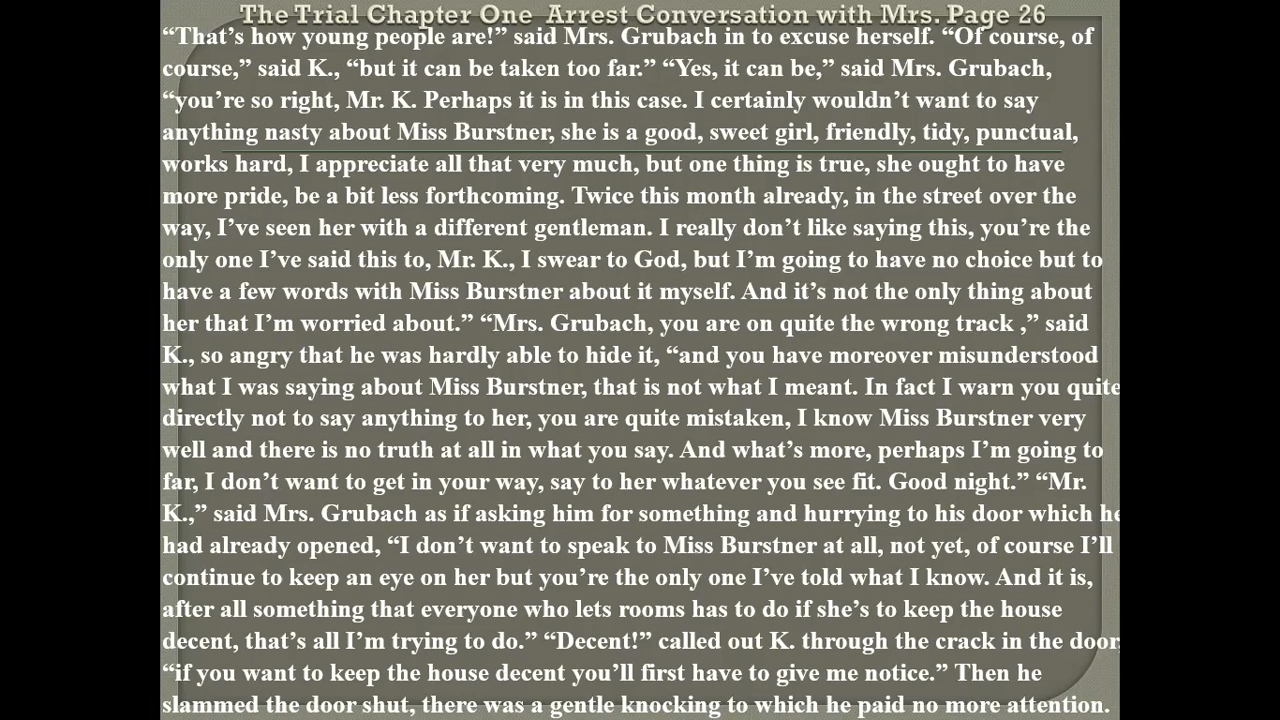 The Trial Chapter One Arrest Conversation with Mrs. Page 26
“That’s how young people are!” said Mrs. Grubach in to excuse herself. “Of course, of
course,” said K., “but it can be taken too far.” “Yes, it can be,” said Mrs. Grubach,
“you’re so right, Mr. K. Perhaps it is in this case. I certainly wouldn’t want to say
anything nasty about Miss Burstner, she is a good, sweet girl, friendly, tidy, punctual,
works hard, I appreciate all that very much, but one thing is true, she ought to have
more pride, be a bit less forthcoming. Twice this month already, in the street over the
way, I’ve seen her with a different gentleman. I really don’t like saying this, you’re the
only one I’ve said this to, Mr. K., I swear to God, but I’m going to have no choice but to
have a few words with Miss Burstner about it myself. And it’s not the only thing about
her that I’m worried about.” “Mrs. Grubach, you are on quite the wrong track ,” said
K., so angry that he was hardly able to hide it, “and you have moreover misunderstood
what I was saying about Miss Burstner, that is not what I meant. In fact I warn you quite
directly not to say anything to her, you are quite mistaken, I know Miss Burstner very
well and there is no truth at all in what you say. And what’s more, perhaps I’m going to
far, I don’t want to get in your way, say to her whatever you see fit. Good night.” “Mr.
K.,” said Mrs. Grubach as if asking him for something and hurrying to his door which he
had already opened, “I don’t want to speak to Miss Burstner at all, not yet, of course I’ll
continue to keep an eye on her but you’re the only one I’ve told what I know. And it is,
after all something that everyone who lets rooms has to do if she’s to keep the house
decent, that’s all I’m trying to do.” “Decent!” called out K. through the crack in the door,
“if you want to keep the house decent you’ll first have to give me notice.” Then he
slammed the door shut, there was a gentle knocking to which he paid no more attention.